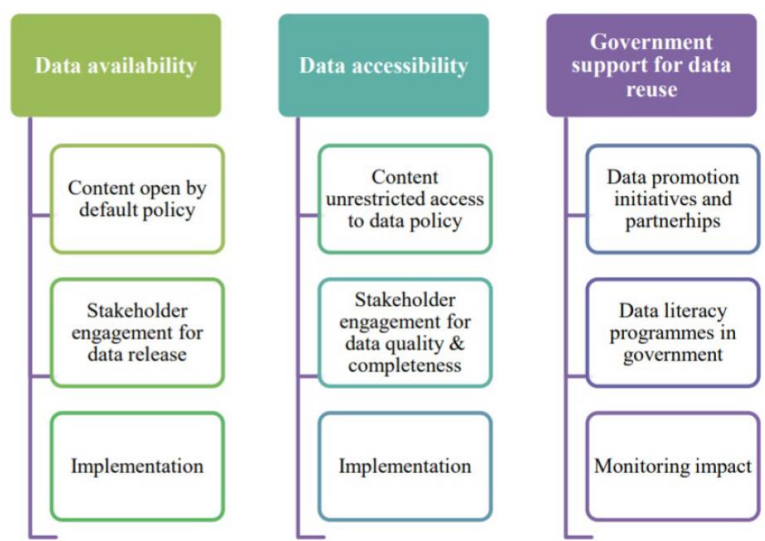 Data availability
Content open by
default policy
Stakeholder
engagement for
data release
Implementation
Data accessibility
Content
unrestricted access
to data policy
Stakeholder
engagement for
data quality &
completeness
Implementation
Government
support for data
reuse
Data promotion
initiatives and
partnerhips
Data literacy
programmes in
government
Monitoring impact